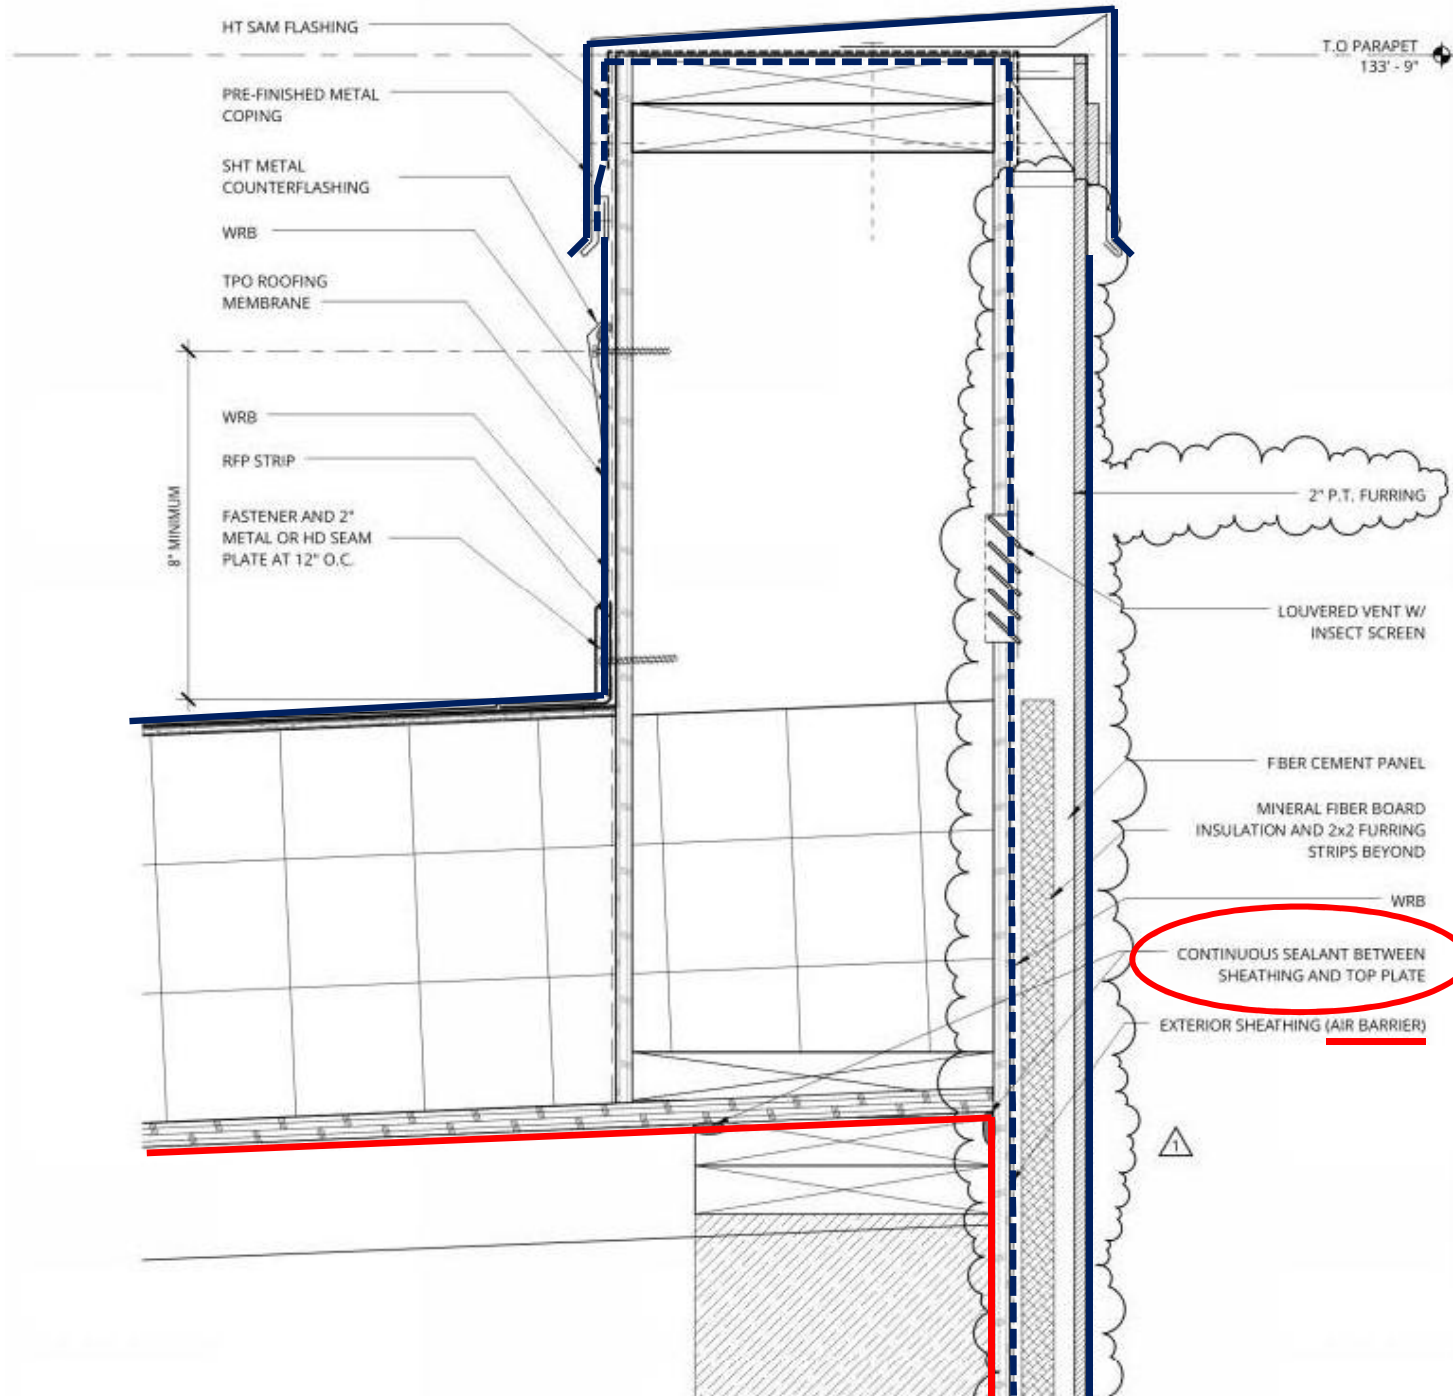 HT SAM FLASHING
PRE-FINISHED METAL
COPING
SHT METAL
COUNTERFLASHING
WRB
TPO ROOFING
MEMBRANE
WRB
RFP STRIP
FASTENER AND 2"
METAL OR HD SEAM
PLATE AT 12" O.C.
8" MINIMUM
T.O PARAPET
133' - 9"
2" P.T. FURRING
LOUVERED VENT W/
INSECT SCREEN
FBER CEMENT PANEL
MINERAL FIBER BOARD
INSULATION AND 2x2 FURRING
STRIPS BEYOND
WRB
CONTINUOUS SEALANT BETWEEN
SHEATHING AND TOP PLATE
EXTERIOR SHEATHING (AIR BARRIER)
1